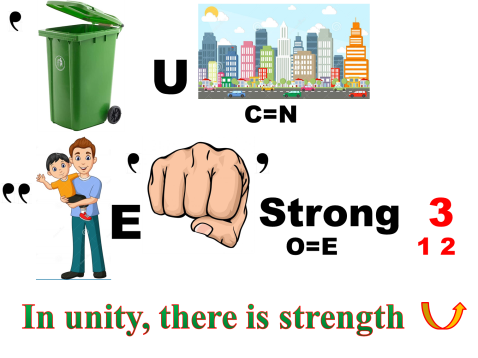 ’ U
C=N
,, E ’ ’ Strong 3
O=E 1 2
In unity, there is strength